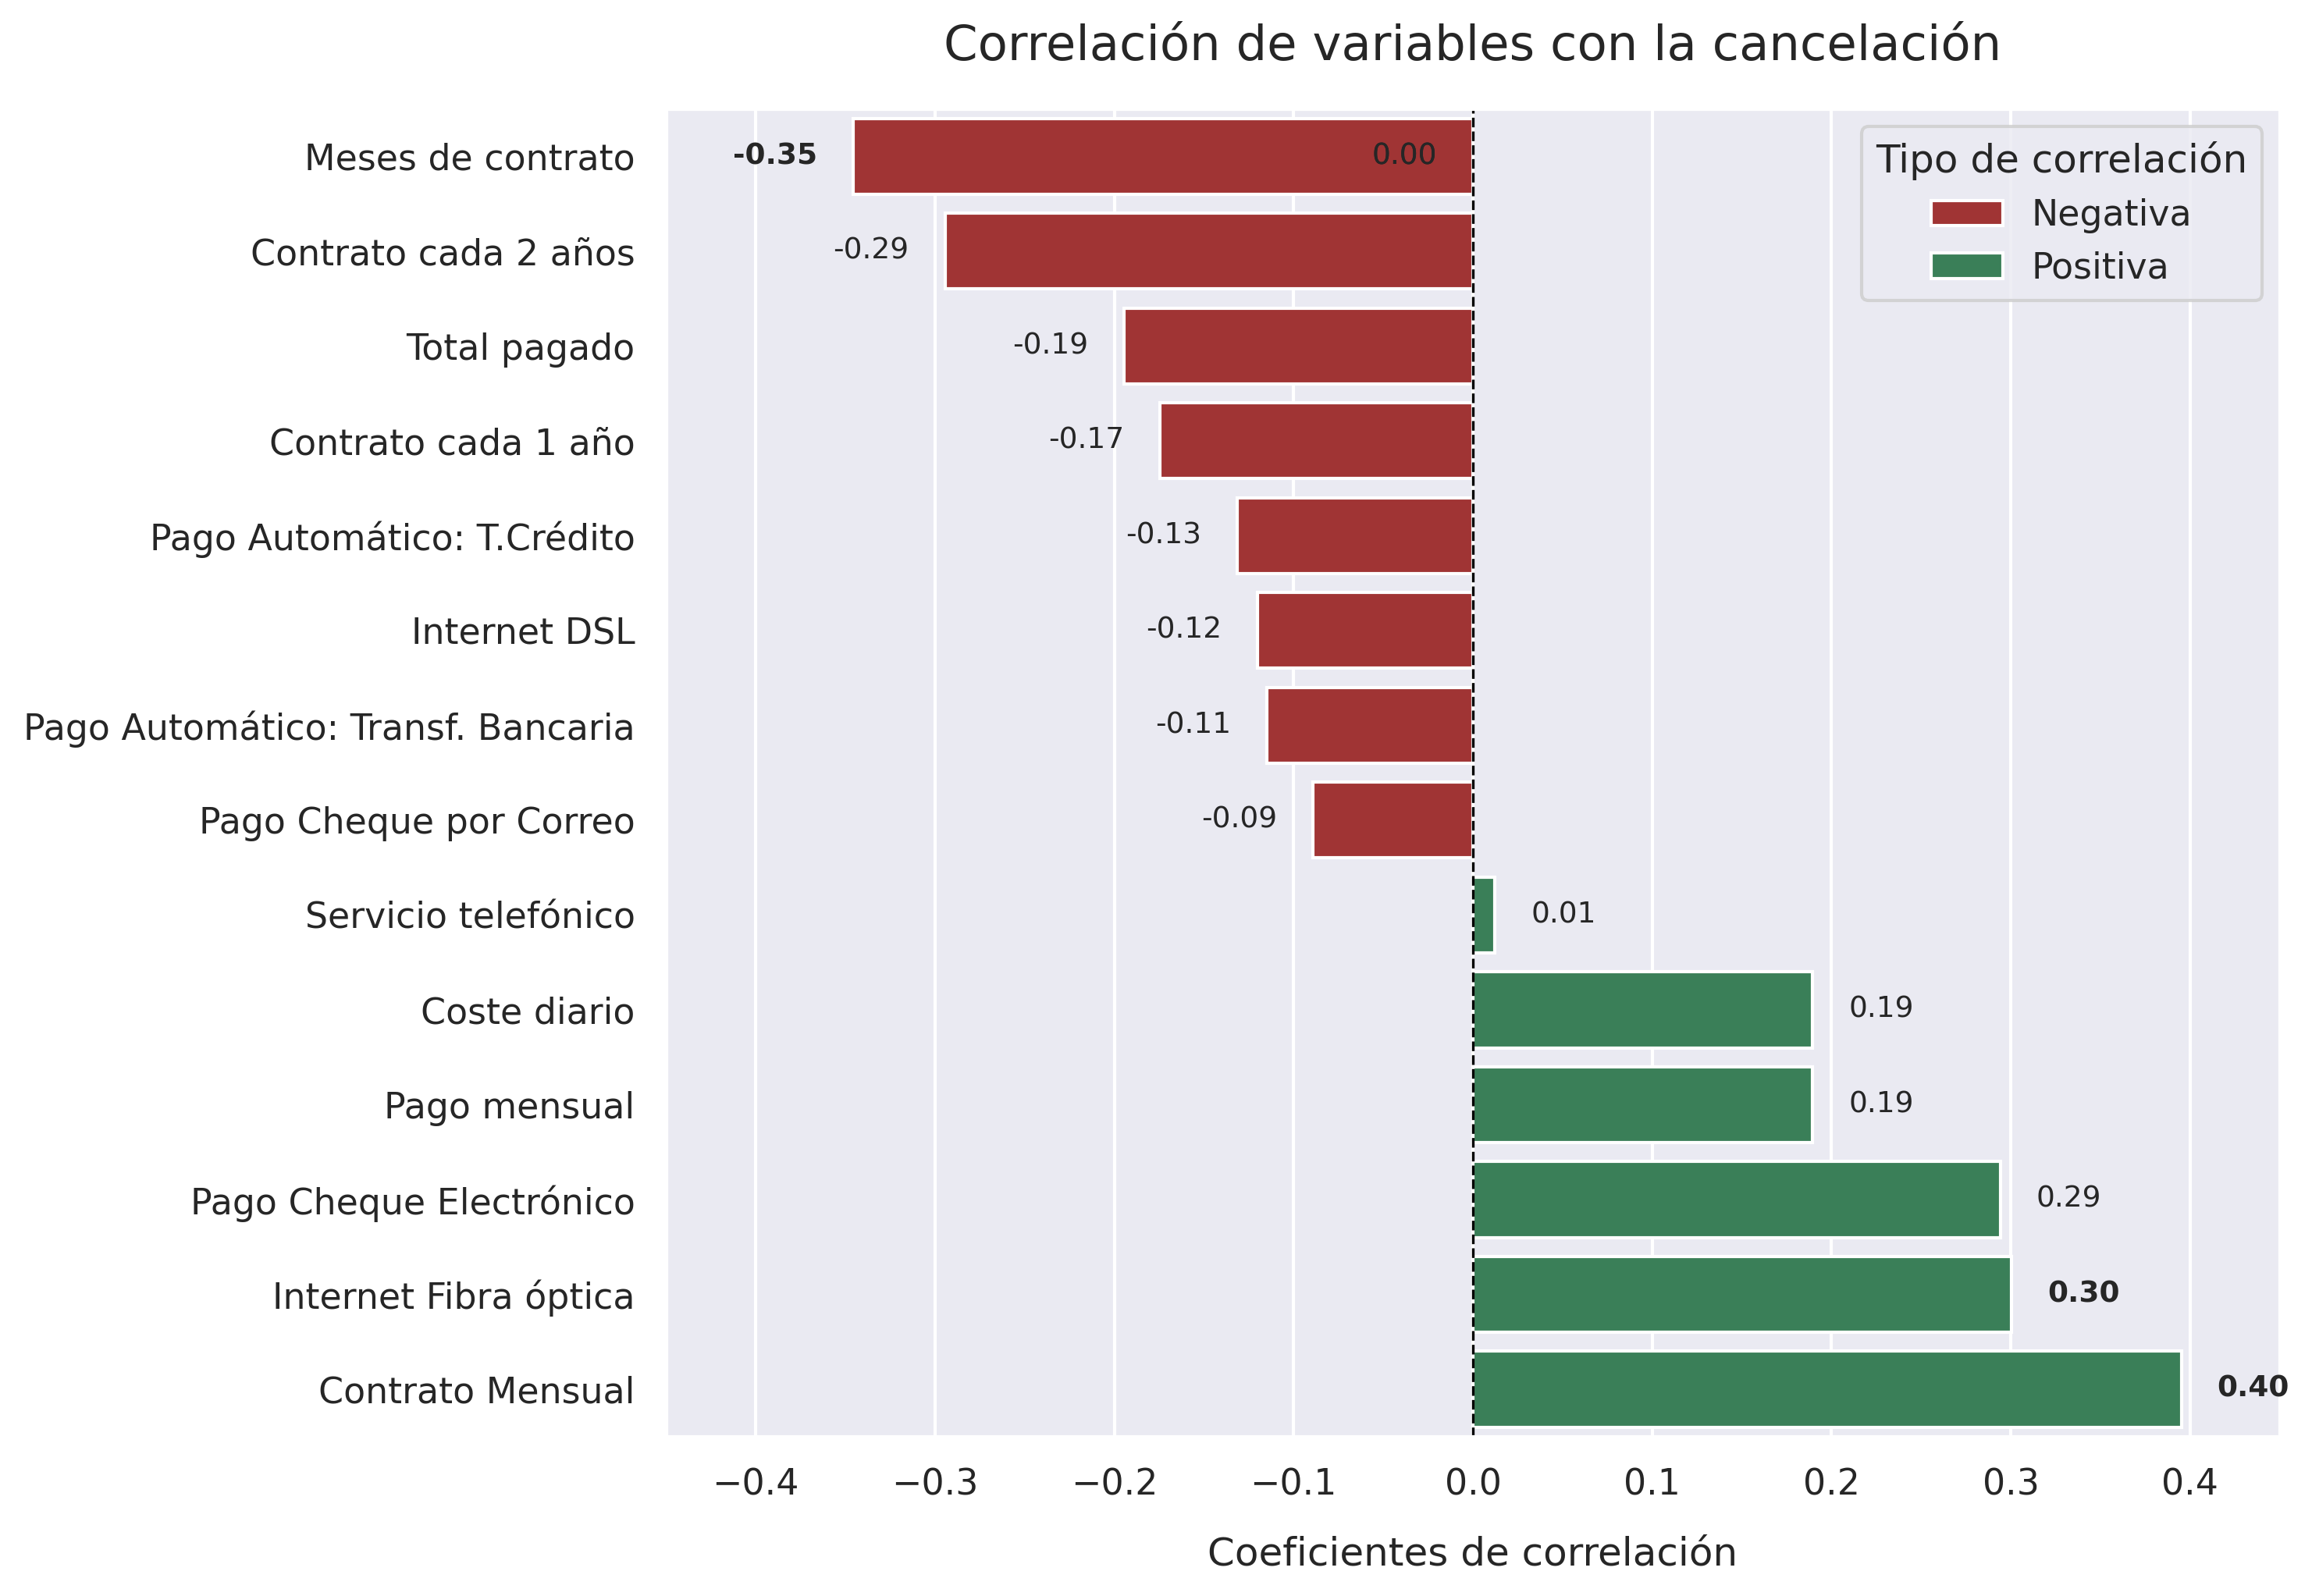 Correlación de variables con la cancelación
Tipo de correlación
Negativa
Positiva
Meses de contrato -0.35 0.00
Contrato cada 2 años -0.29
Total pagado -0.19
Contrato cada 1 año -0.17
Pago Automático: T.Crédito -0.13
Internet DSL -0.12
Pago Automático: Transf. Bancaria -0.11
Pago Cheque por Correo -0.09
Servicio telefónico 0.01
Coste diario 0.19
Pago mensual 0.19
Pago Cheque Electrónico 0.29
Internet Fibra óptica 0.30
Contrato Mensual 0.40
−0.4 −0.3 −0.2 −0.1 0.0 0.1 0.2 0.3 0.4
Coeficientes de correlación